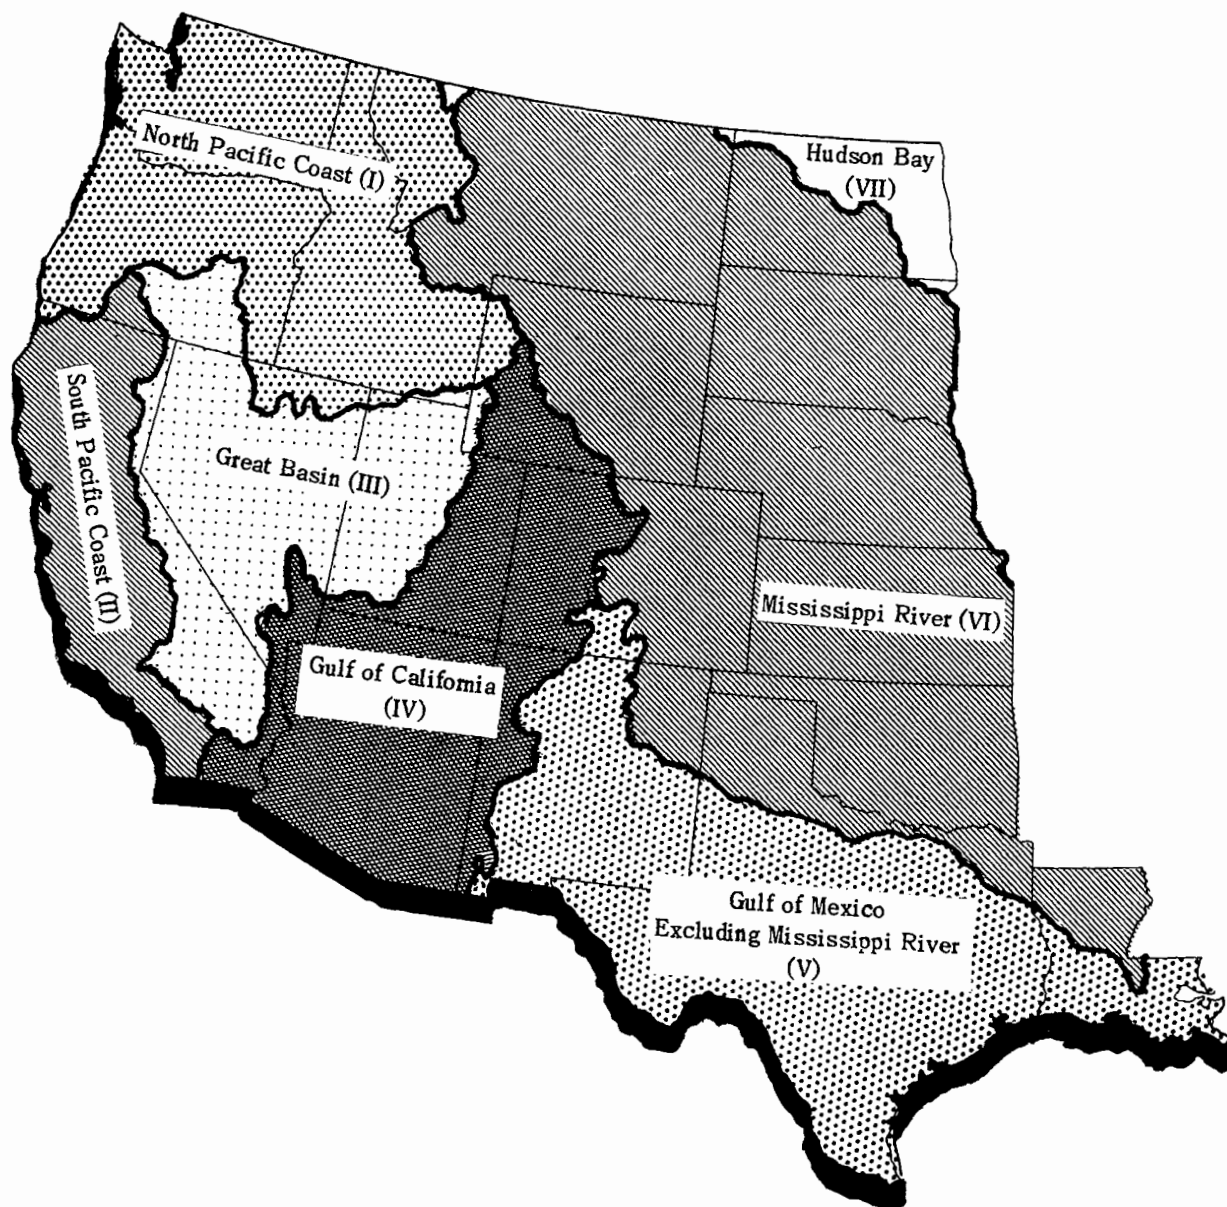 North Pacific Coast (I)
Hudson Bay
(VII)
South Pacific
Coast (II)
Great Basin (III)
Mississippi River (VI)
Gulf of California
(IV)
Gulf of Mexico
Excluding Mississippi River
(V)